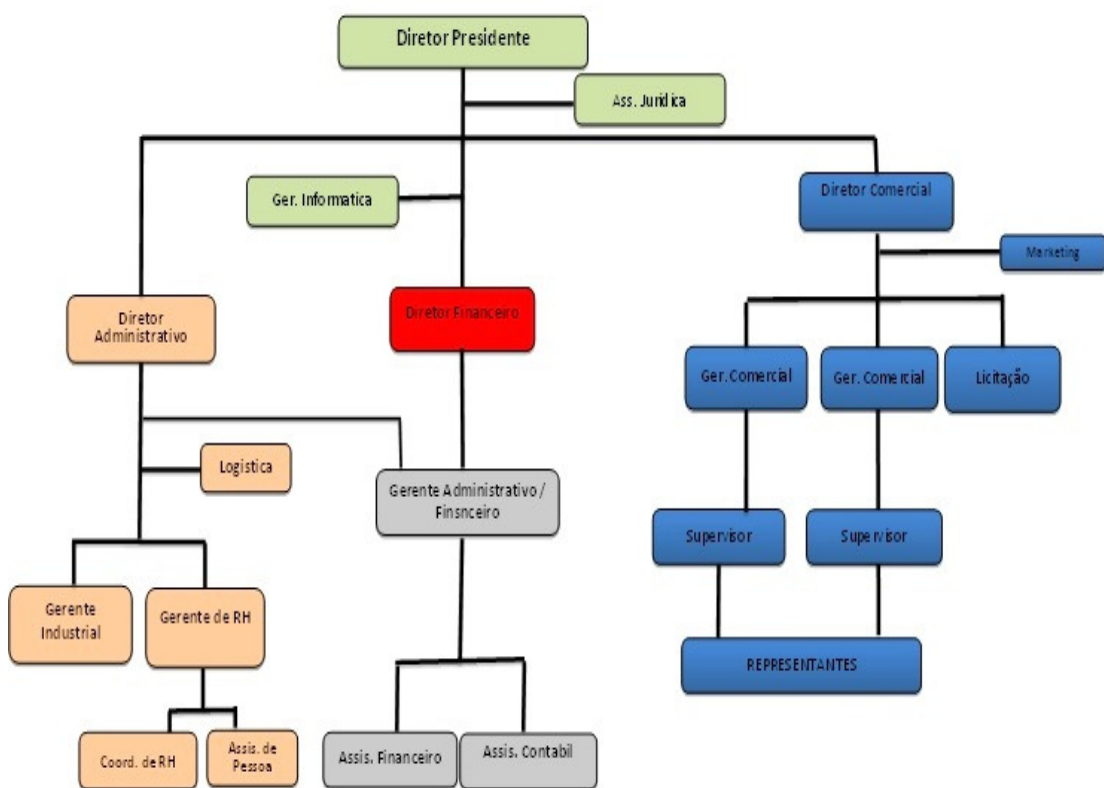 Diretor Presidente
Ass. Juridica
Ger. Informatica
Diretor Comercial
Marketing
Diretor
Administrativo
Diretor Financeiro
Ger. Comercial
Ger. Comercial
Licitação
Logistica
Gerente Administrativo /
Finsnceiro
Supervisor
Supervisor
Gerente
Industrial
Gerente de RH
REPRESENTANTES
Coord. de RH
Assis. de
Pessoa
Assis. Financeiro
Assis. Contabil